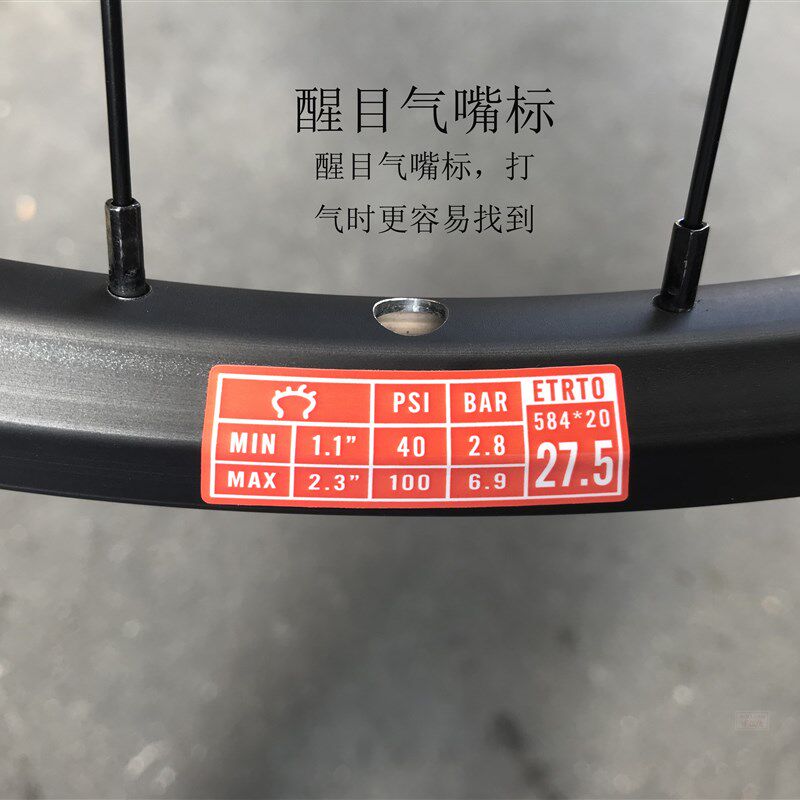 醒目气嘴标
醒目气嘴标，打
气时更容易找到
PSI BAR ETRTO
584*20
MIN 1.1” 40 2.8 27.5
MAX 2.3” 100 6.9